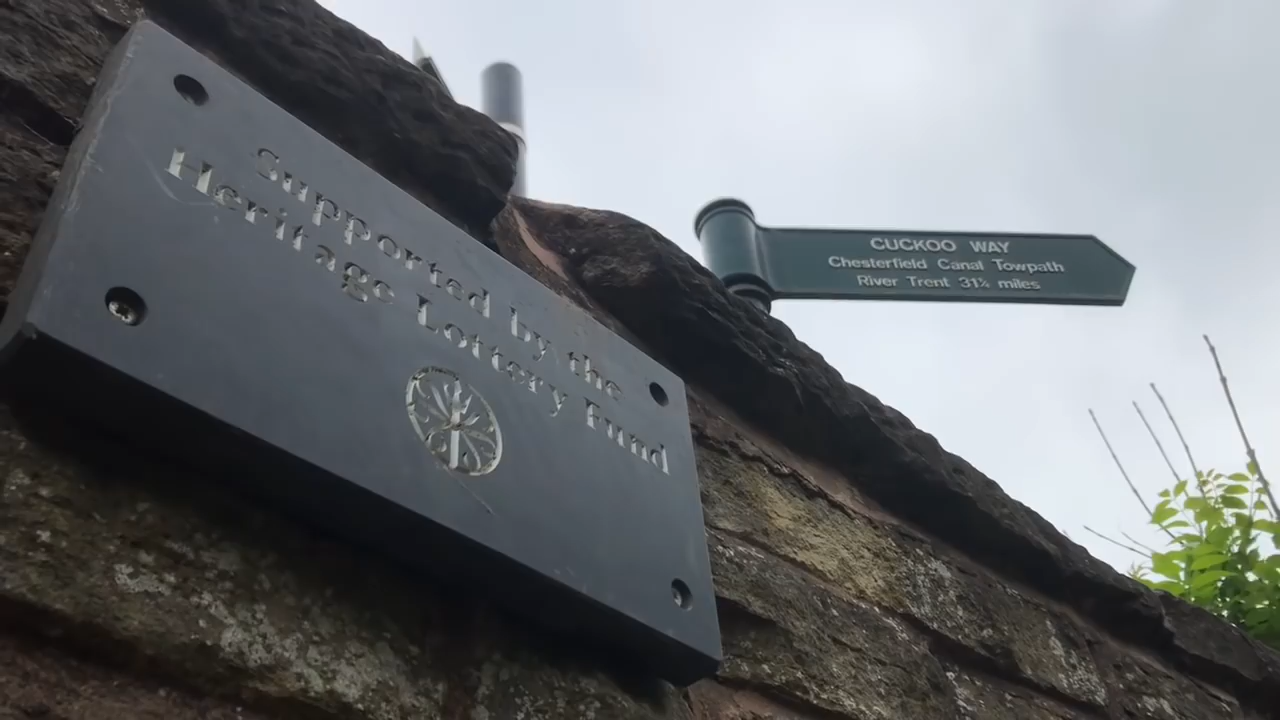 Supported by the
Heritage Lottery Fund
CUCKOO WAY
Chesterfield Canal Towpath
River Trent 31¼ miles